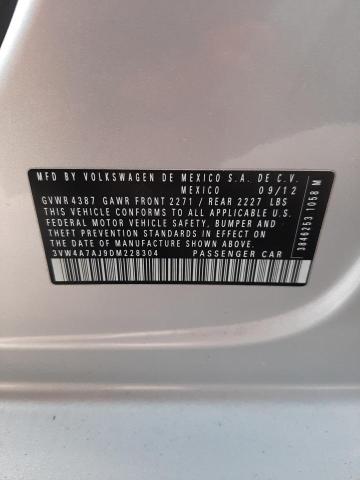 MFD BY VOLKSWAGEN DE MEXICO S.A. DE C.V.
MEXICO 09/12
GVWR 4387 GAWR FRONT 2271 / REAR 2227 LBS
THIS VEHICLE CONFORMS TO ALL APPLICABLE U.S.
FEDERAL MOTOR VEHICLE SAFETY, BUMPER AND
THEFT PREVENTION STANDARDS IN EFFECT ON
THE DATE OF MANUFACTURE SHOWN ABOVE
3VW4A7AJ9DM228304 PASSENGER CAR
3846253 1058 M